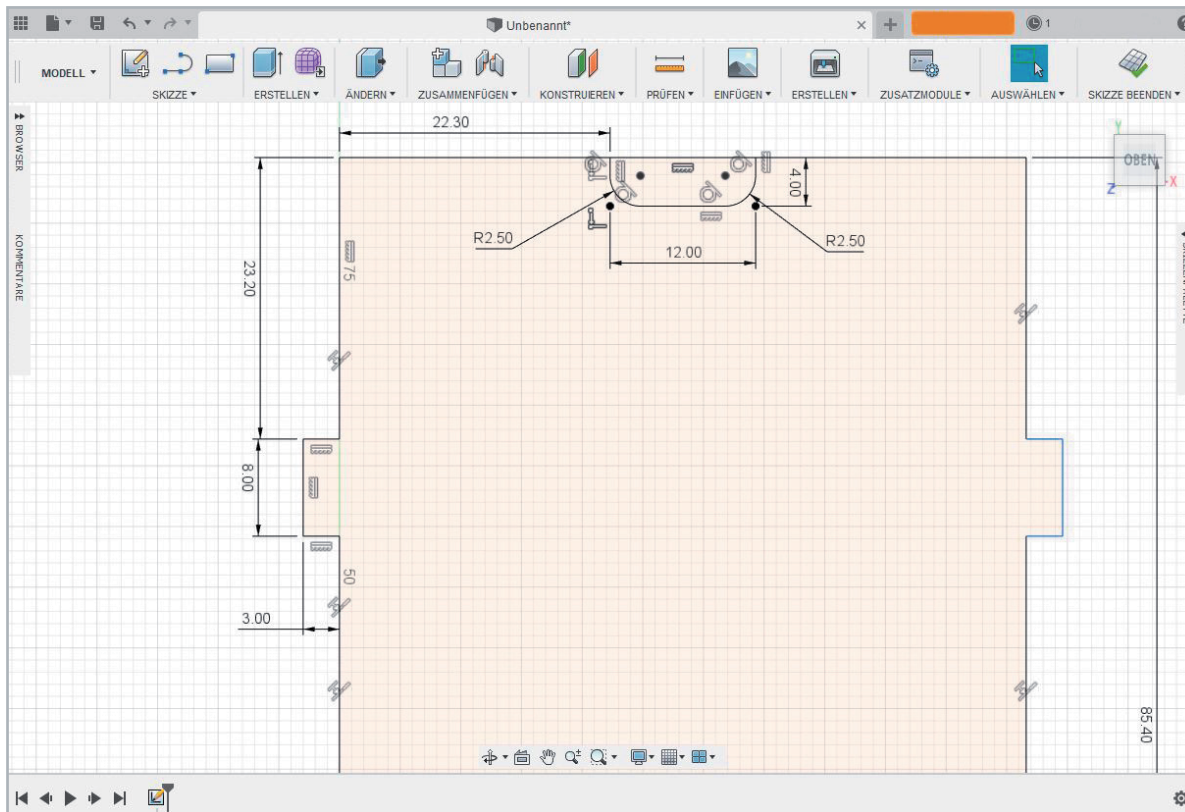 Unbenannt*
1
MODELL
SKIZZE
ERSTELLEN
ÄNDERN
ZUSAMMENFÜGEN
KONSTRUIEREN
PRÜFEN
EINFÜGEN
ERSTELLEN
ZUSATZMODULE
AUSWÄHLEN
SKIZZE BEENDEN
BROWSER
KOMMENTARE
22.30
Y
OBEN
Z
-X
4.00
R2.50
R2.50
12.00
75
23.20
8.00
50
3.00
85.40